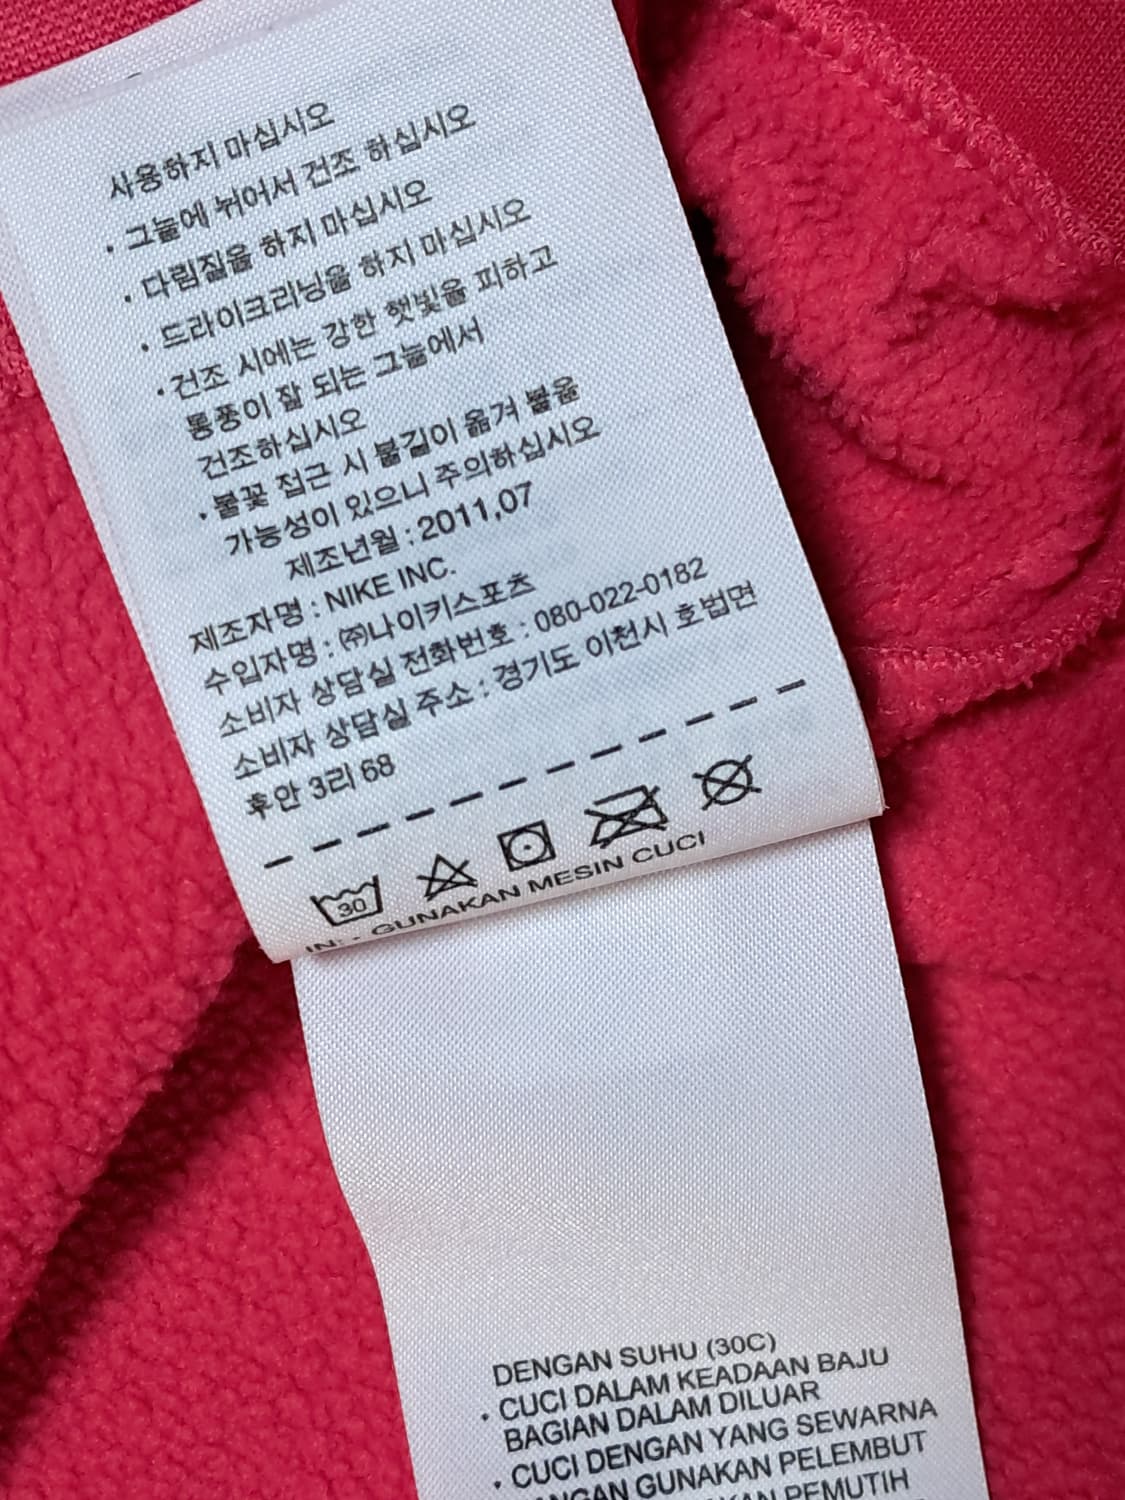 사용하지 마십시오
• 그늘에 뉘어서 건조 하십시오
• 다림질을 하지 마십시오
• 드라이크리닝을 하지 마십시오
• 건조 시에는 강한 햇빛을 피하고
통풍이 잘 되는 그늘에서
건조하십시오
• 불꽃 접근 시 불길이 옮겨 붙을
가능성이 있으니 주의하십시오
제조년월 : 2011,07
제조자명 : NIKE INC.
수입자명 : ㈜나이키스포츠
소비자 상담실 전화번호 : 080-022-0182
소비자 상담실 주소 : 경기도 이천시 호법면
후안 3리 68
30
IN: • GUNAKAN MESIN CUCI
DENGAN SUHU (30C)
• CUCI DALAM KEADAAN BAJU
BAGIAN DALAM DILUAR
• CUCI DENGAN YANG SEWARNA
GUNAKAN PELEMBUT
PEMUTIH